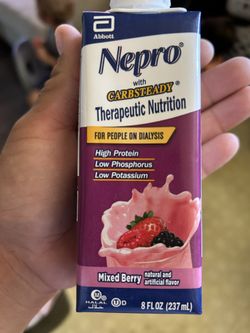 Abbott
Nepro®
with
CARBSTEADY®
Therapeutic Nutrition
FOR PEOPLE ON DIALYSIS
High Protein
Low Phosphorus
Low Potassium
Mixed Berry natural and
artificial flavor
HALAL
U D
8 FL OZ (237 mL)